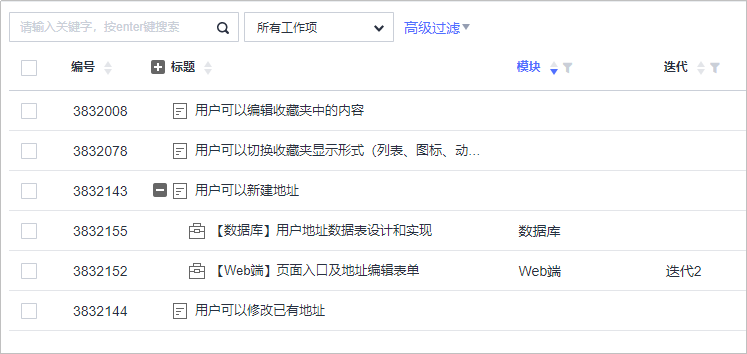 请输入关键字，按enter键搜索 所有工作项 高级过滤
编号 标题 模块 迭代
3832008 用户可以编辑收藏夹中的内容
3832078 用户可以切换收藏夹显示形式（列表、图标、动...
3832143 用户可以新建地址
3832155 【数据库】用户地址数据表设计和实现 数据库
3832152 【Web端】页面入口及地址编辑表单 Web端 迭代2
3832144 用户可以修改已有地址